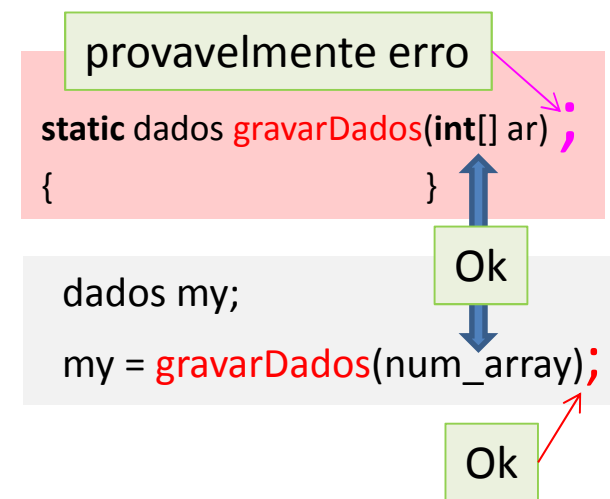 provavelmente erro
static dados gravarDados(int[] ar) ;
{ }
Ok
dados my;
my = gravarDados(num_array);
Ok